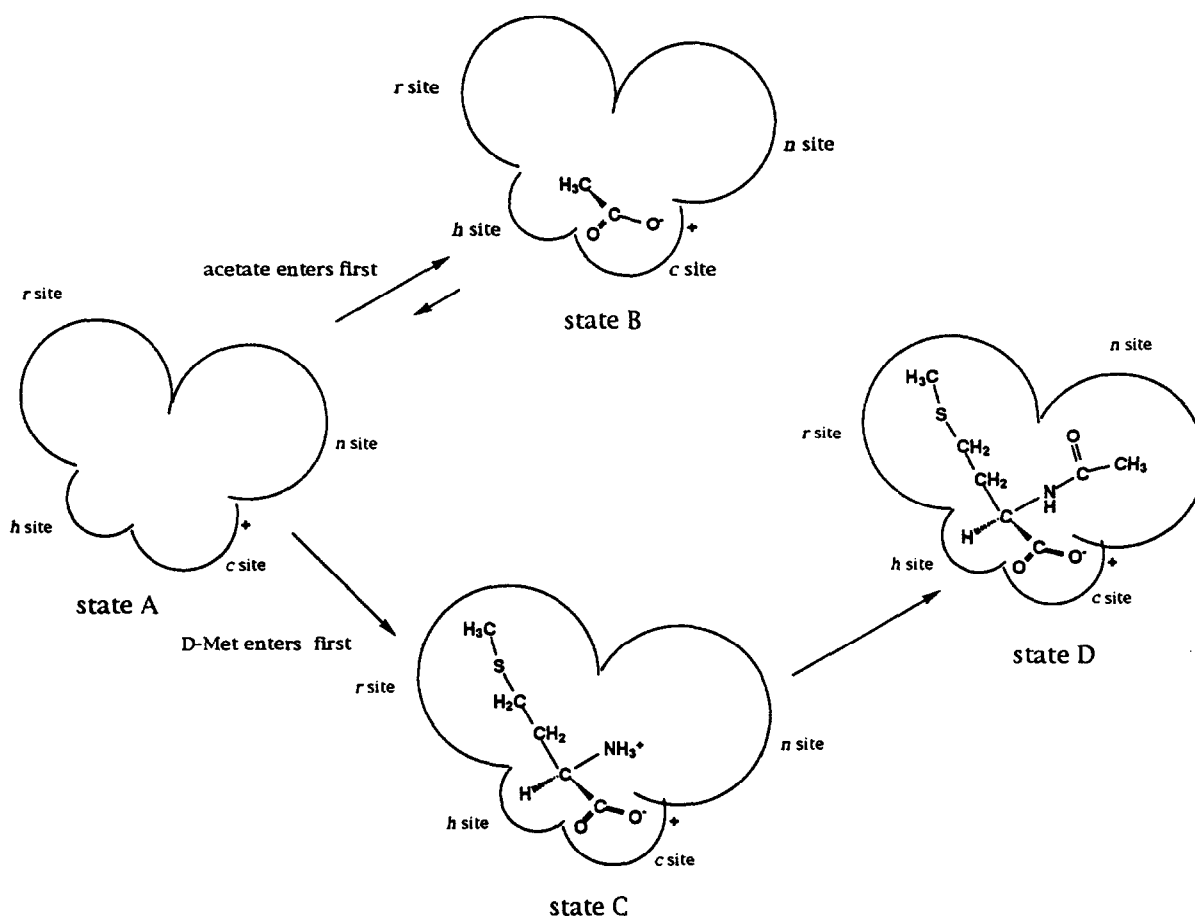 r site
n site
H₃C
C
O⁺
O⁻
h site
+
c site
acetate enters first
state B
r site
n site
h site
+
c site
state A
D-Met enters first
r site
H₃C
S
H₂C
CH₂
NH₃⁺
n site
H
C
C
O
O⁻
h site
+
c site
state C
n site
H₃C
r site
S
CH₂
O
CH₂
C
CH₃
N
H
H
C
C
O
O⁻
h site
+
c site
state D